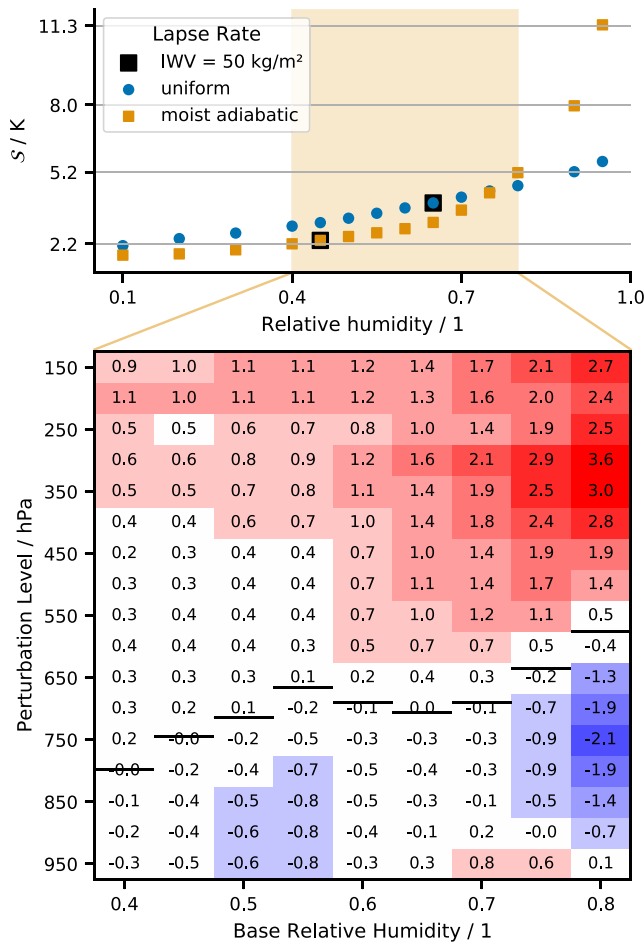 11.3
8.0
5.2
2.2
S / K
Lapse Rate
IWV = 50 kg/m²
uniform
moist adiabatic
0.1 0.4 0.7 1.0
Relative humidity / 1
Perturbation Level / hPa
150 0.9 1.0 1.1 1.1 1.2 1.4 1.7 2.1 2.7
1.1 1.0 1.1 1.1 1.2 1.3 1.6 2.0 2.4
250 0.5 0.5 0.6 0.7 0.8 1.0 1.4 1.9 2.5
0.6 0.6 0.8 0.9 1.2 1.6 2.1 2.9 3.6
350 0.5 0.5 0.7 0.8 1.1 1.4 1.9 2.5 3.0
0.4 0.4 0.6 0.7 1.0 1.4 1.8 2.4 2.8
450 0.2 0.3 0.4 0.4 0.7 1.0 1.4 1.9 1.9
0.3 0.3 0.4 0.4 0.7 1.1 1.4 1.7 1.4
550 0.3 0.4 0.4 0.4 0.7 1.0 1.2 1.1 0.5
0.4 0.4 0.4 0.3 0.5 0.7 0.7 0.5 -0.4
650 0.3 0.3 0.3 0.1 0.2 0.4 0.3 -0.2 -1.3
0.3 0.2 0.1 -0.2 -0.1 0.0 -0.1 -0.7 -1.9
750 0.2 -0.0 -0.2 -0.5 -0.3 -0.3 -0.3 -0.9 -2.1
-0.0 -0.2 -0.4 -0.7 -0.5 -0.4 -0.3 -0.9 -1.9
850 -0.1 -0.4 -0.5 -0.8 -0.5 -0.3 -0.1 -0.5 -1.4
-0.2 -0.4 -0.6 -0.8 -0.4 -0.1 0.2 -0.0 -0.7
950 -0.3 -0.5 -0.6 -0.8 -0.3 0.3 0.8 0.6 0.1
0.4 0.5 0.6 0.7 0.8
Base Relative Humidity / 1